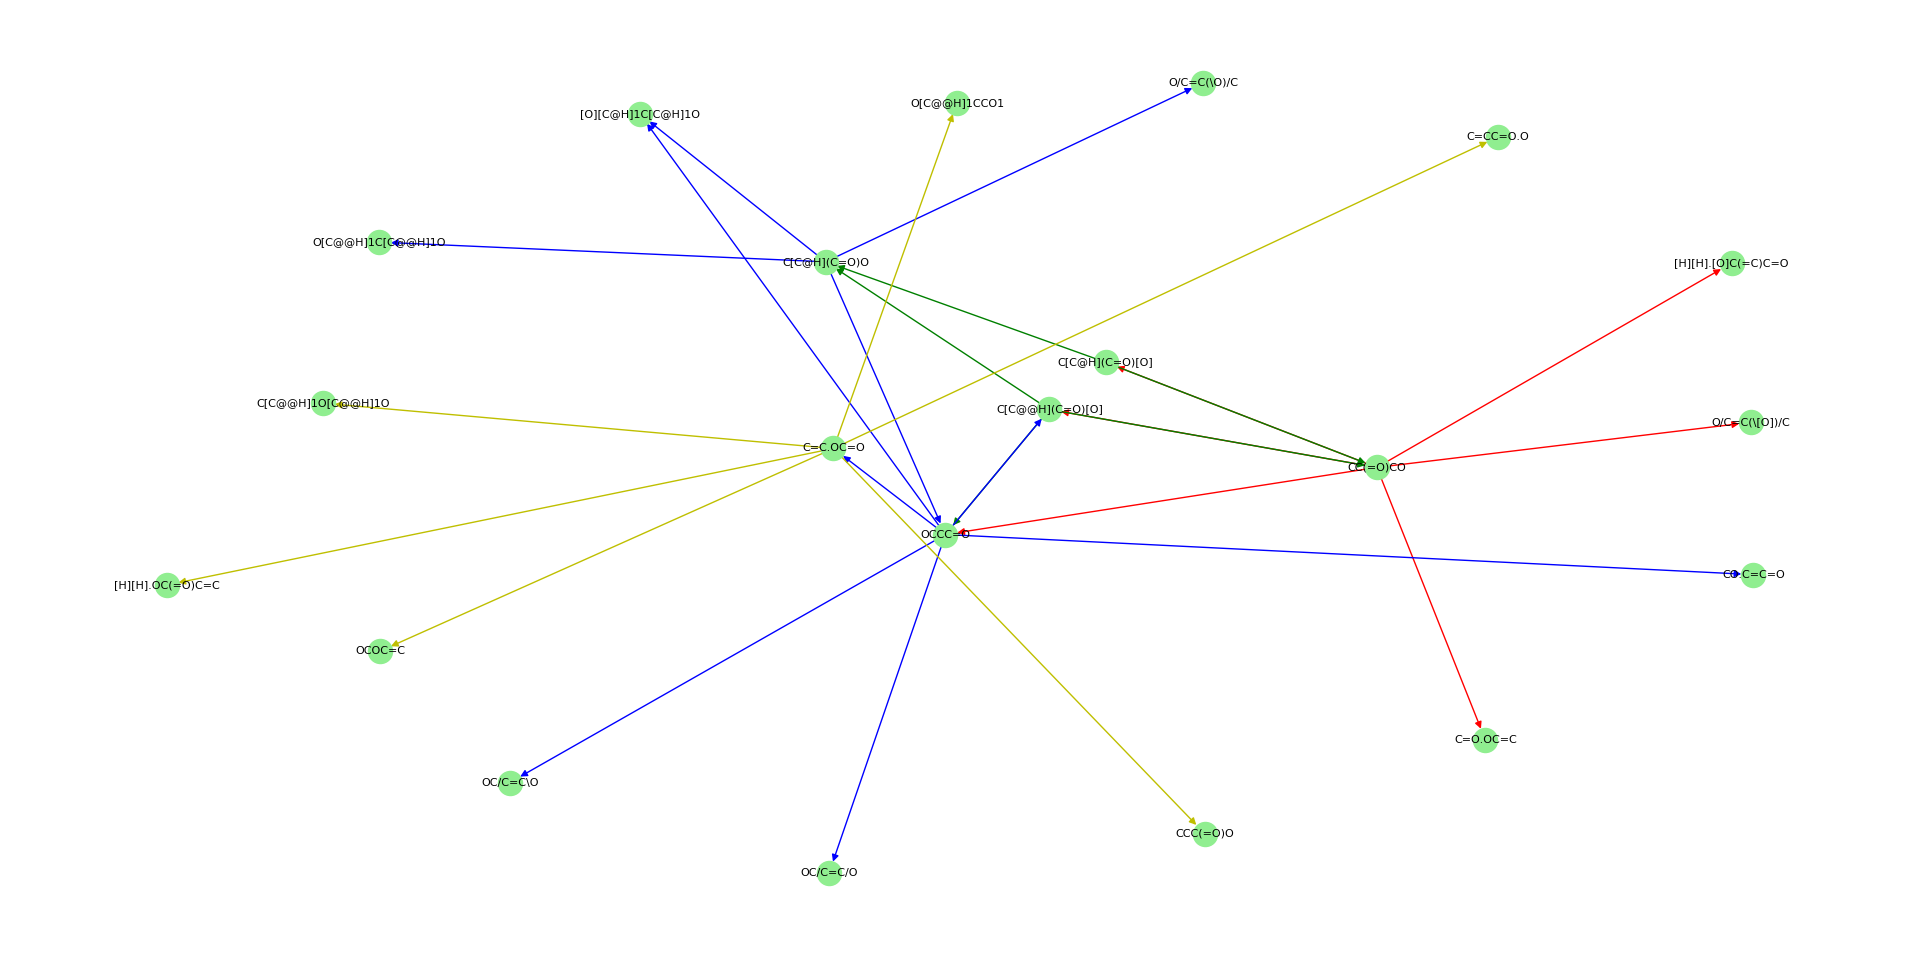 O/C=C(\O)/C
O[C@@H]1CCO1
[O][C@H]1C[C@H]1O
C=CC=O.O
O[C@@H]1C[C@@H]1O
C[C@H](C=O)O
[H][H].[O]C(=C)C=O
C[C@H](C=O)[O]
C[C@@H]1O[C@@H]1O
C[C@@H](C=O)[O]
O/C=C(\[O])/C
C=C.OC=O
CC(=O)CO
OCCC=O
CO.C=C=O
[H][H].OC(=O)C=C
OCOC=C
C=O.OC=C
OC/C=C\O
CCC(=O)O
OC/C=C/O